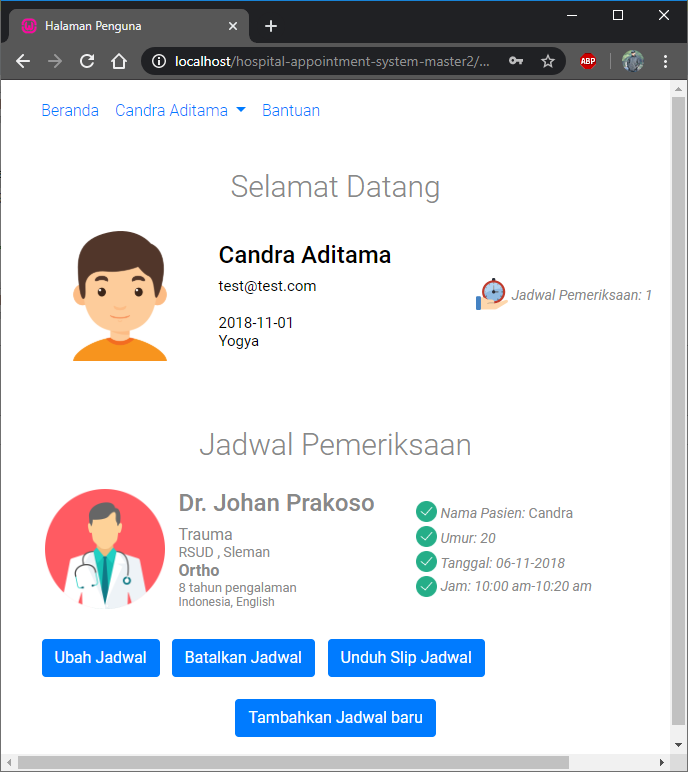 Halaman Penguna
localhost/hospital-appointment-system-master2/...
ABP
Beranda Candra Aditama Bantuan
Selamat Datang
Candra Aditama
test@test.com
2018-11-01
Yogya
Jadwal Pemeriksaan: 1
Jadwal Pemeriksaan
Dr. Johan Prakoso
Trauma
RSUD , Sleman
Ortho
8 tahun pengalaman
Indonesia, English
Nama Pasien: Candra
Umur: 20
Tanggal: 06-11-2018
Jam: 10:00 am-10:20 am
Ubah Jadwal Batalkan Jadwal Unduh Slip Jadwal
Tambahkan Jadwal baru